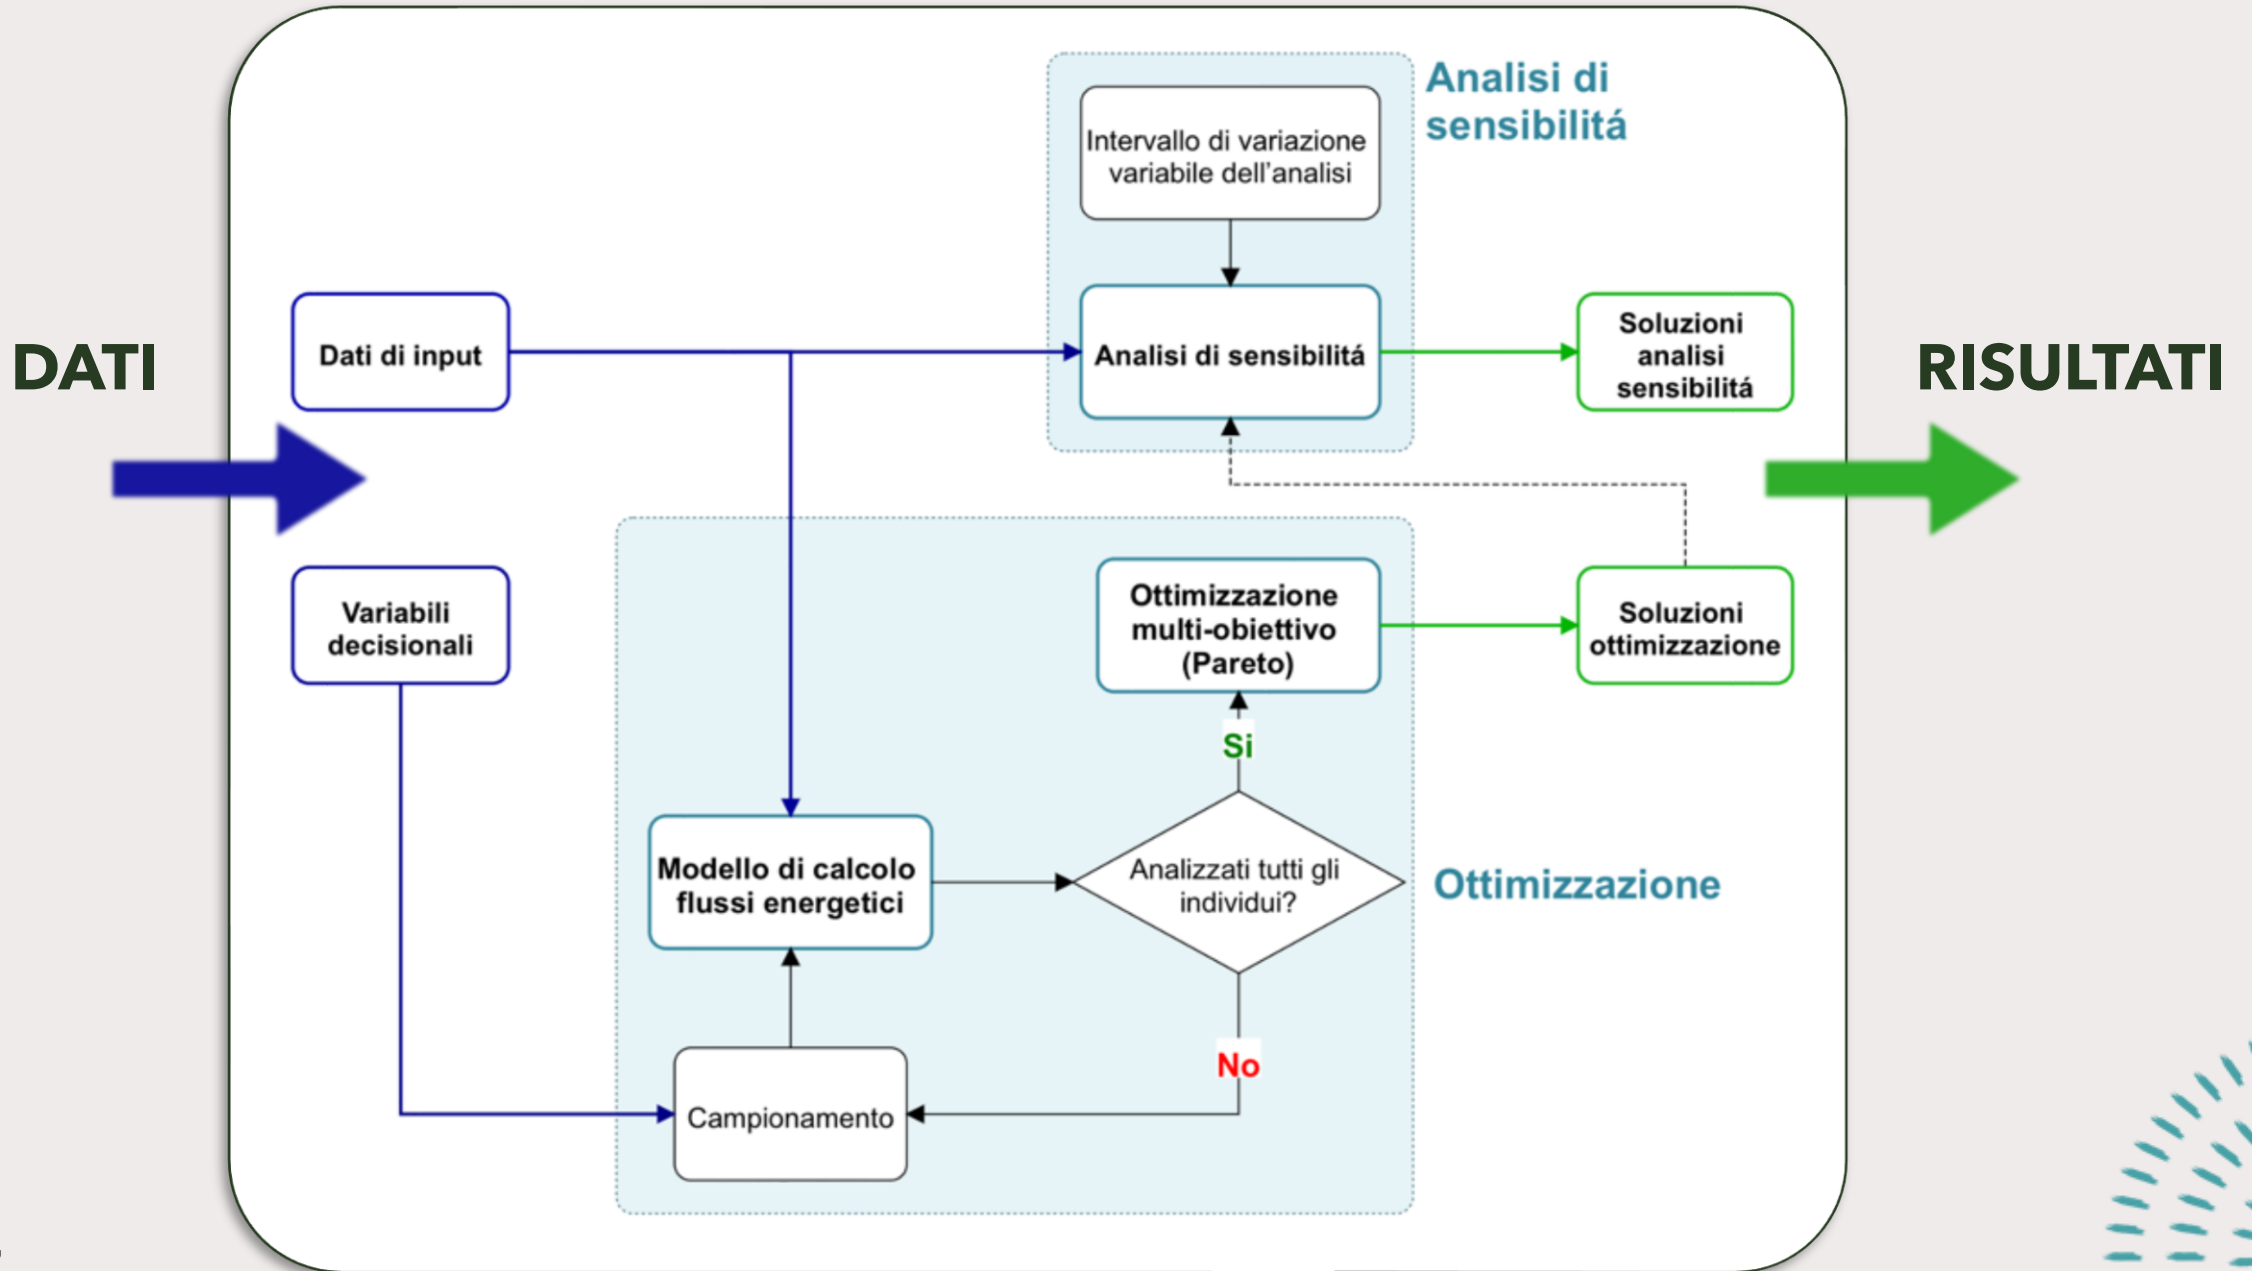 Analisi di
sensibilitá
Intervallo di variazione
variabile dell'analisi
DATI
Dati di input
Analisi di sensibilitá
Soluzioni
analisi
sensibilitá
RISULTATI
Variabili
decisionali
Ottimizzazione
multi-obiettivo
(Pareto)
Soluzioni
ottimizzazione
Si
Modello di calcolo
flussi energetici
Analizzati tutti gli
individui?
Ottimizzazione
No
Campionamento